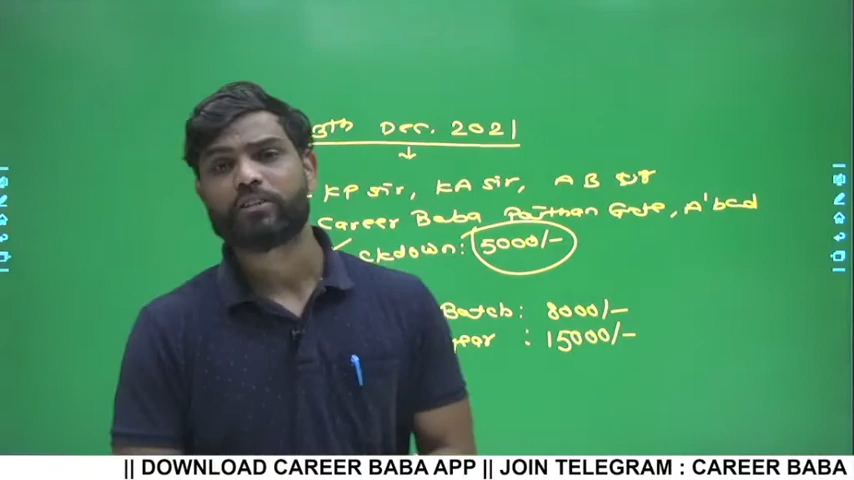 3th Dec. 2021
KP sir, KA sir, AB sir
Career Baba Paithan Gate, A'bad
ckdown: 5000/-
Batch: 8000/-
year : 15000/-
|| DOWNLOAD CAREER BABA APP || JOIN TELEGRAM : CAREER BABA